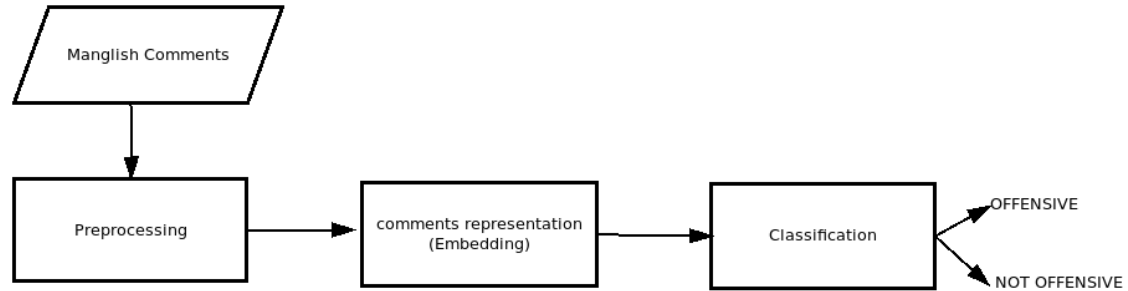 Manglish Comments
Preprocessing
comments representation
(Embedding)
Classification
OFFENSIVE
NOT OFFENSIVE